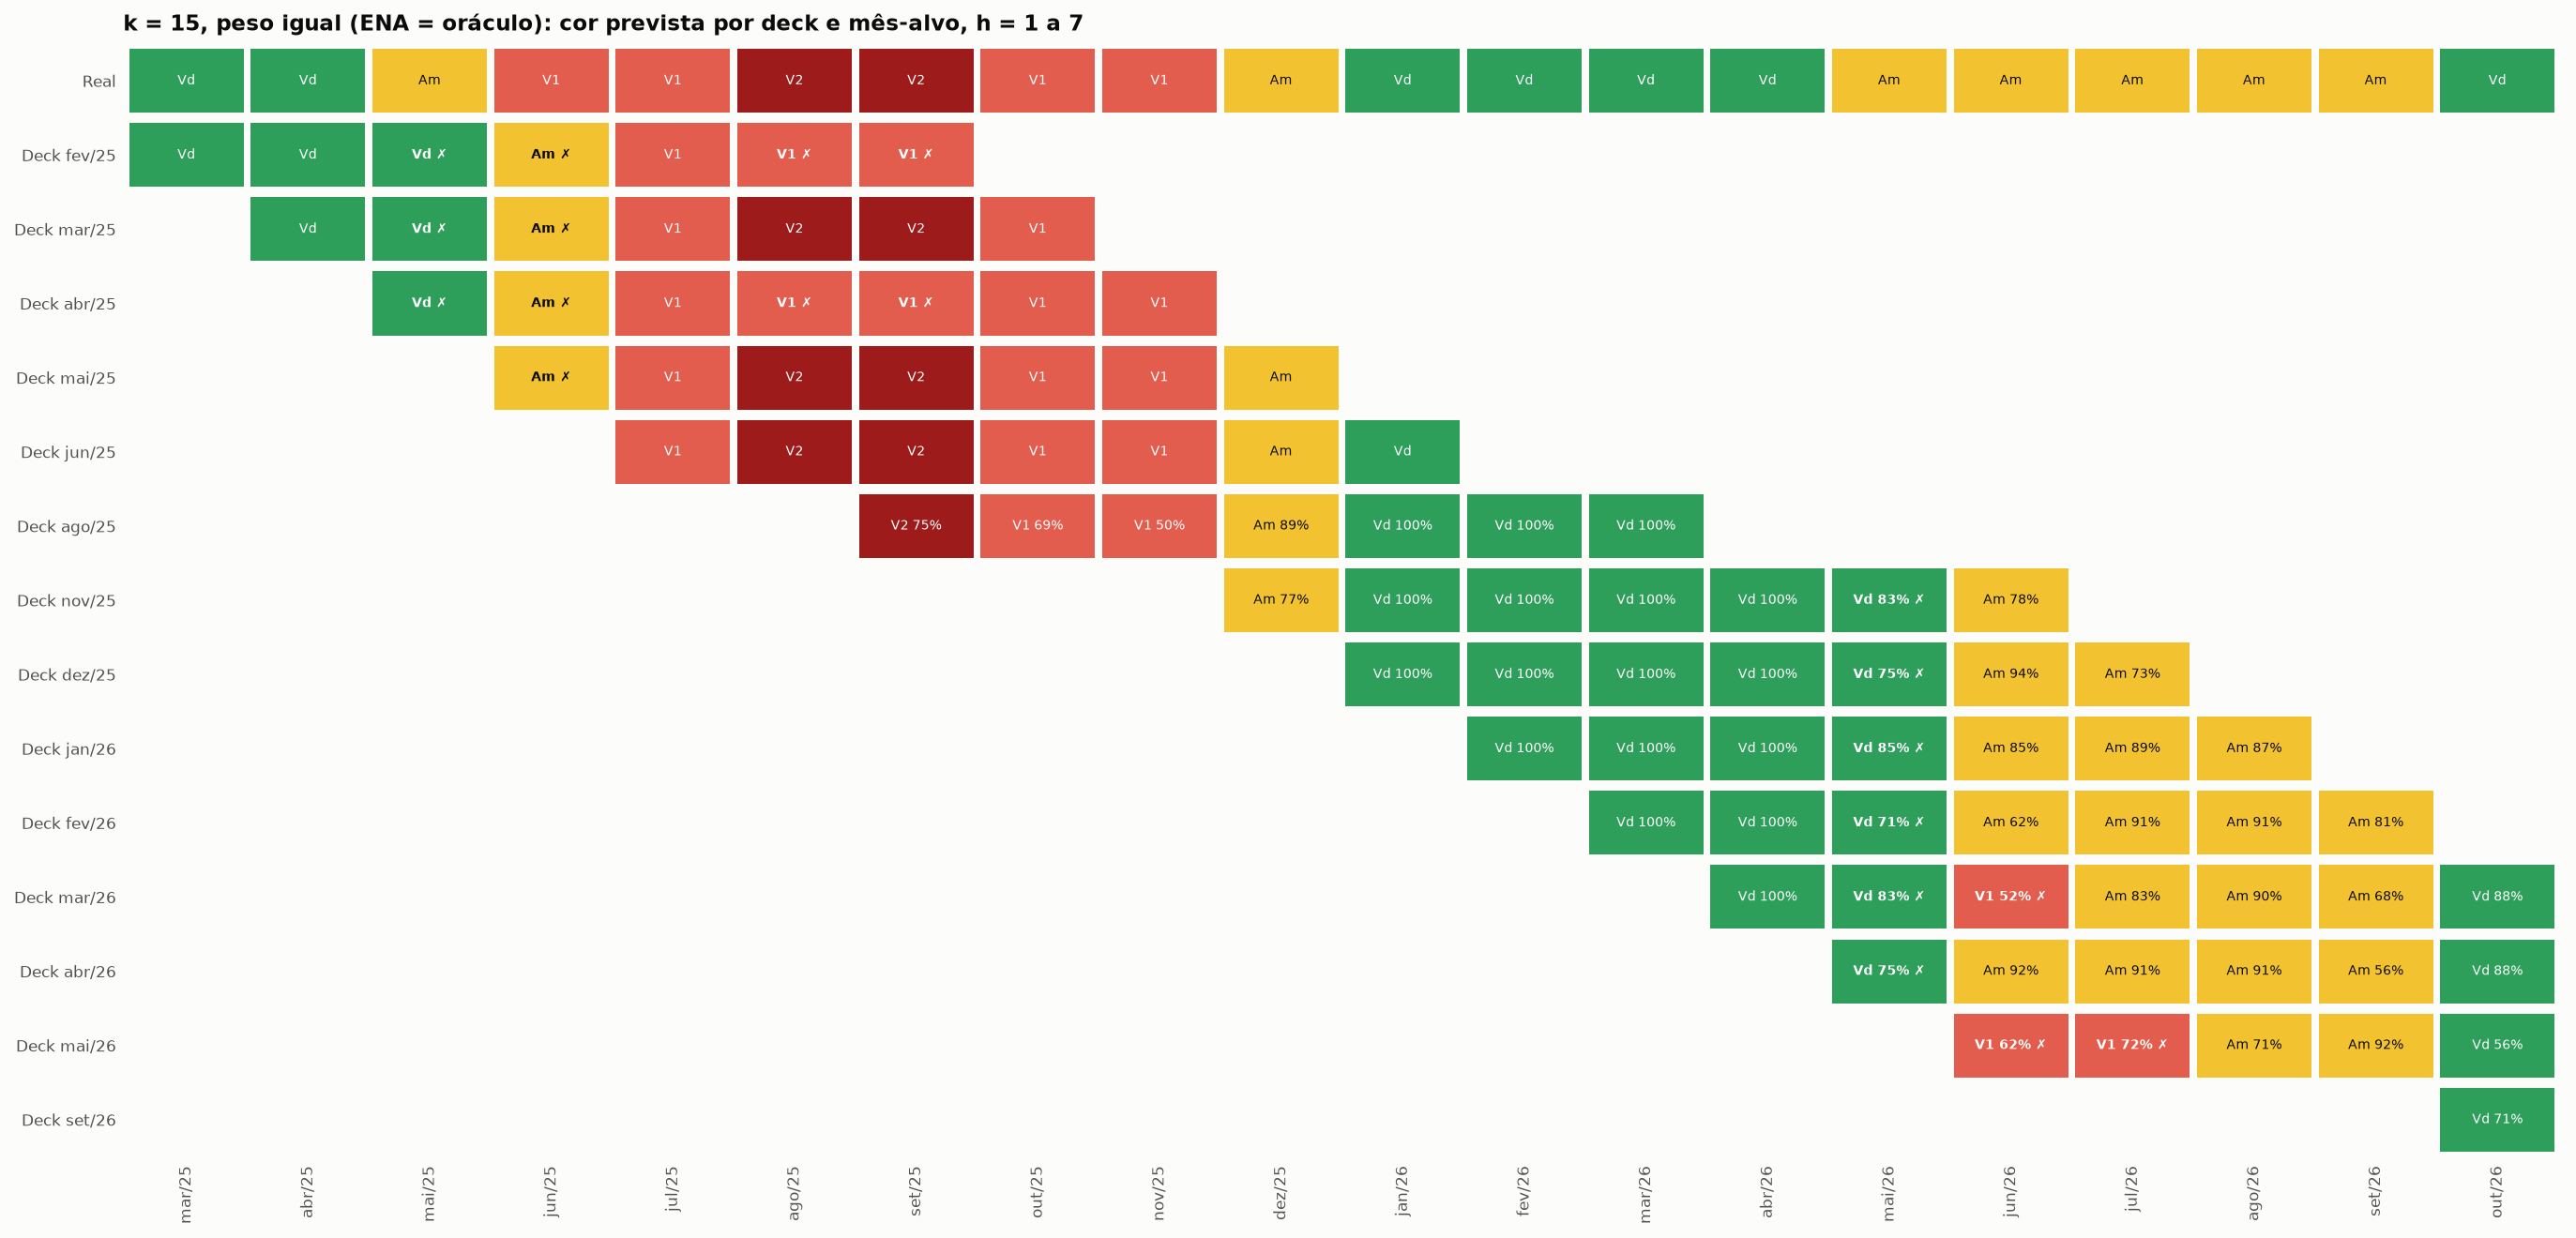 k = 15, peso igual (ENA = oráculo): cor prevista por deck e mês-alvo, h = 1 a 7
Real Vd Vd Am V1 V1 V2 V2 V1 V1 Am Vd Vd Vd Vd Am Am Am Am Am Vd
Deck fev/25 Vd Vd Vd ✗ Am ✗ V1 V1 ✗ V1 ✗
Deck mar/25 Vd Vd ✗ Am ✗ V1 V2 V2 V1
Deck abr/25 Vd ✗ Am ✗ V1 V1 ✗ V1 ✗ V1 V1
Deck mai/25 Am ✗ V1 V2 V2 V1 V1 Am
Deck jun/25 V1 V2 V2 V1 V1 Am Vd
Deck ago/25 V2 75% V1 69% V1 50% Am 89% Vd 100% Vd 100% Vd 100%
Deck nov/25 Am 77% Vd 100% Vd 100% Vd 100% Vd 100% Vd 83% ✗ Am 78%
Deck dez/25 Vd 100% Vd 100% Vd 100% Vd 100% Vd 75% ✗ Am 94% Am 73%
Deck jan/26 Vd 100% Vd 100% Vd 100% Vd 85% ✗ Am 85% Am 89% Am 87%
Deck fev/26 Vd 100% Vd 100% Vd 71% ✗ Am 62% Am 91% Am 91% Am 81%
Deck mar/26 Vd 100% Vd 83% ✗ V1 52% ✗ Am 83% Am 90% Am 68% Vd 88%
Deck abr/26 Vd 75% ✗ Am 92% Am 91% Am 91% Am 56% Vd 88%
Deck mai/26 V1 62% ✗ V1 72% ✗ Am 71% Am 92% Vd 56%
Deck set/26 Vd 71%
mar/25 abr/25 mai/25 jun/25 jul/25 ago/25 set/25 out/25 nov/25 dez/25 jan/26 fev/26 mar/26 abr/26 mai/26 jun/26 jul/26 ago/26 set/26 out/26